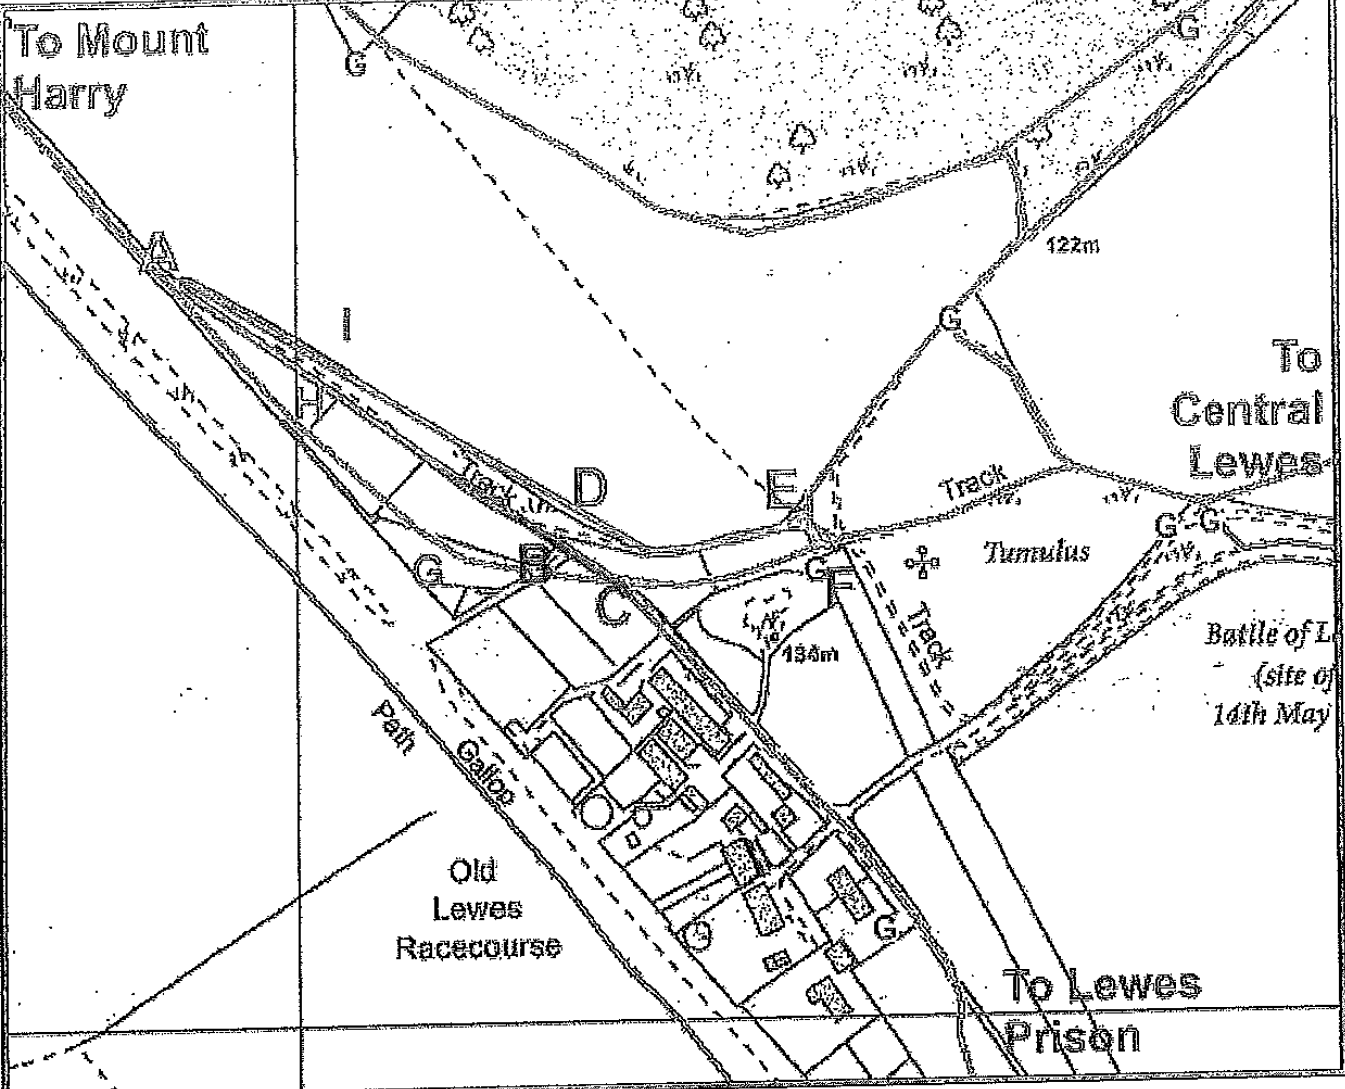 To Mount
Harry
G
G
A
122m
I
G
To
Central
Lewes
H
Track
D
E
Track
G
G
Tumulus
G
B
G
F
C
Track
134m
Battle of L
(site of
14th May
Path
Gallop
Old
Lewes
Racecourse
G
G
To Lewes
Prison